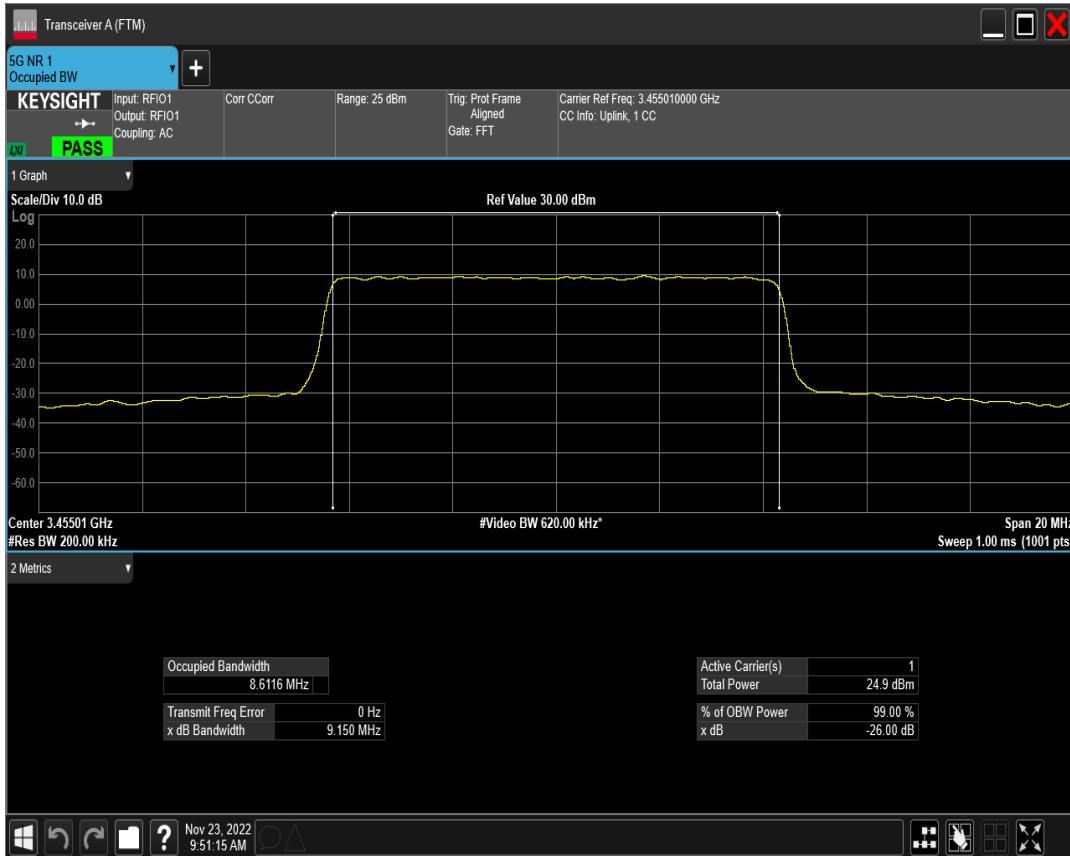 Transceiver A (FTM)
5G NR 1
Occupied BW
KEYSIGHT
LXI
PASS
Input: RFIO1
Output: RFIO1
Coupling: AC
Corr CCorr
Range: 25 dBm
Trig: Prot Frame
Aligned
Gate: FFT
Carrier Ref Freq: 3.455010000 GHz
CC Info: Uplink, 1 CC
1 Graph
Scale/Div 10.0 dB
Ref Value 30.00 dBm
Log
20.0
10.0
0.00
-10.0
-20.0
-30.0
-40.0
-50.0
-60.0
Center 3.45501 GHz
#Video BW 620.00 kHz*
Span 20 MHz
#Res BW 200.00 kHz
Sweep 1.00 ms (1001 pts
2 Metrics
Occupied Bandwidth
8.6116 MHz
Transmit Freq Error 0 Hz
x dB Bandwidth 9.150 MHz
Active Carrier(s) 1
Total Power 24.9 dBm
% of OBW Power 99.00 %
x dB -26.00 dB
?
Nov 23, 2022
9:51:15 AM